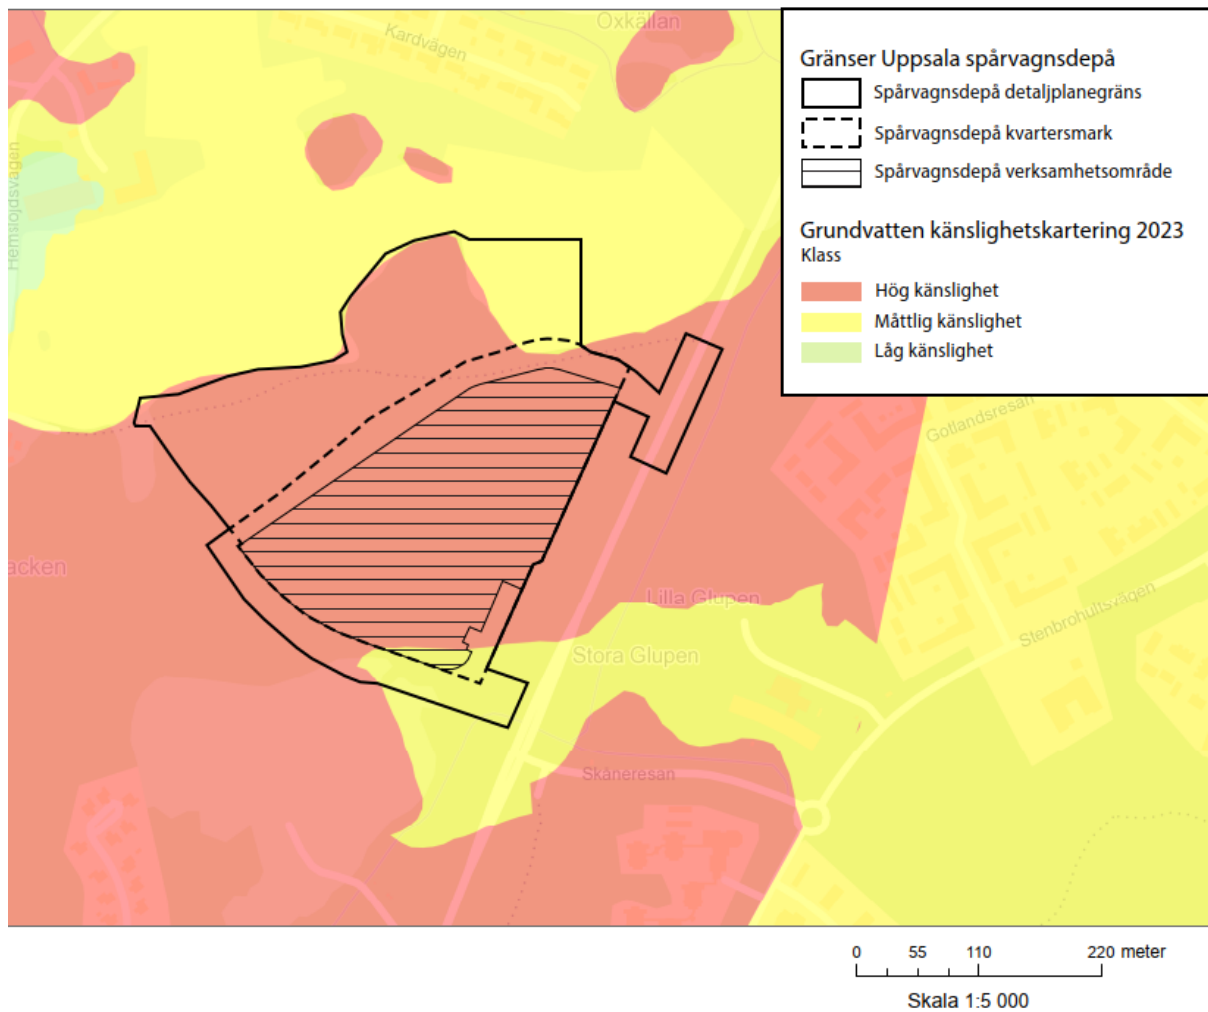 Oxkällan
Kardvägen
Hemslöjdsvägen
Gränser Uppsala spårvagnsdepå
Spårvagnsdepå detaljplanegräns
Spårvagnsdepå kvartersmark
Spårvagnsdepå verksamhetsområde
Grundvatten känslighetskartering 2023
Klass
Hög känslighet
Måttlig känslighet
Låg känslighet
Gotlandsresan
acken
Lilla Glupen
Stenbrohultsvägen
Stora Glupen
Skåneresan
0 55 110 220 meter
Skala 1:5 000